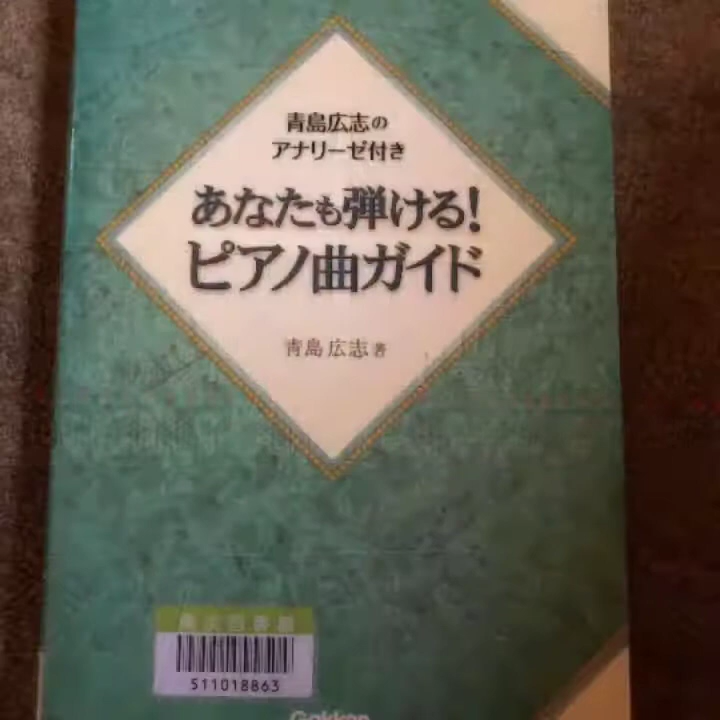 青島広志の
アナリーゼ付き
あなたも弾ける!
ピアノ曲ガイド
青島 広志 著
511018863
Gakken